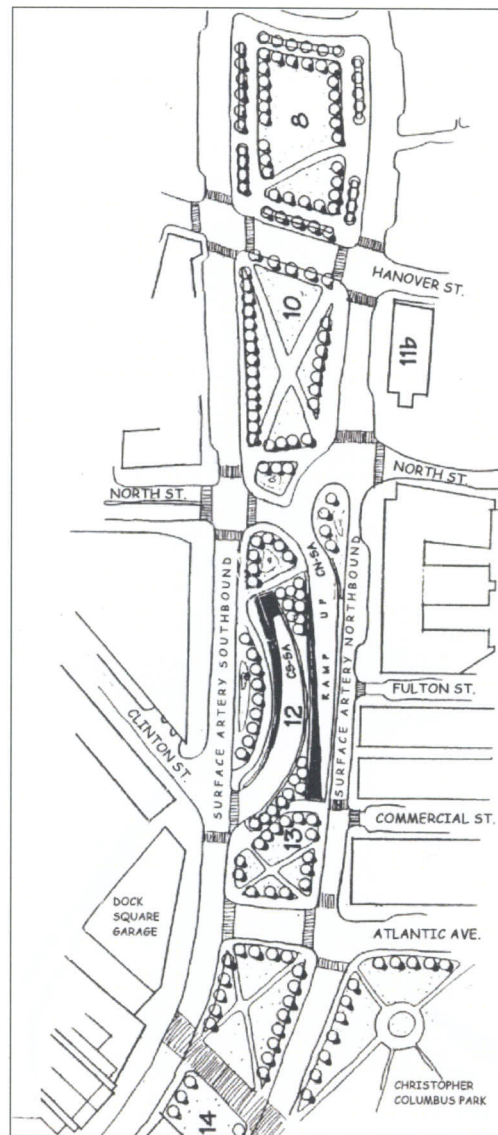 8
HANOVER ST.
10
11b
NORTH ST.
NORTH ST.
SURFACE ARTERY SOUTHBOUND
CS-SA
12
RAMP UP CN-SA
SURFACE ARTERY NORTHBOUND
FULTON ST.
CLINTON ST.
COMMERCIAL ST.
13
DOCK
SQUARE
GARAGE
ATLANTIC AVE.
CHRISTOPHER
COLUMBUS PARK
14